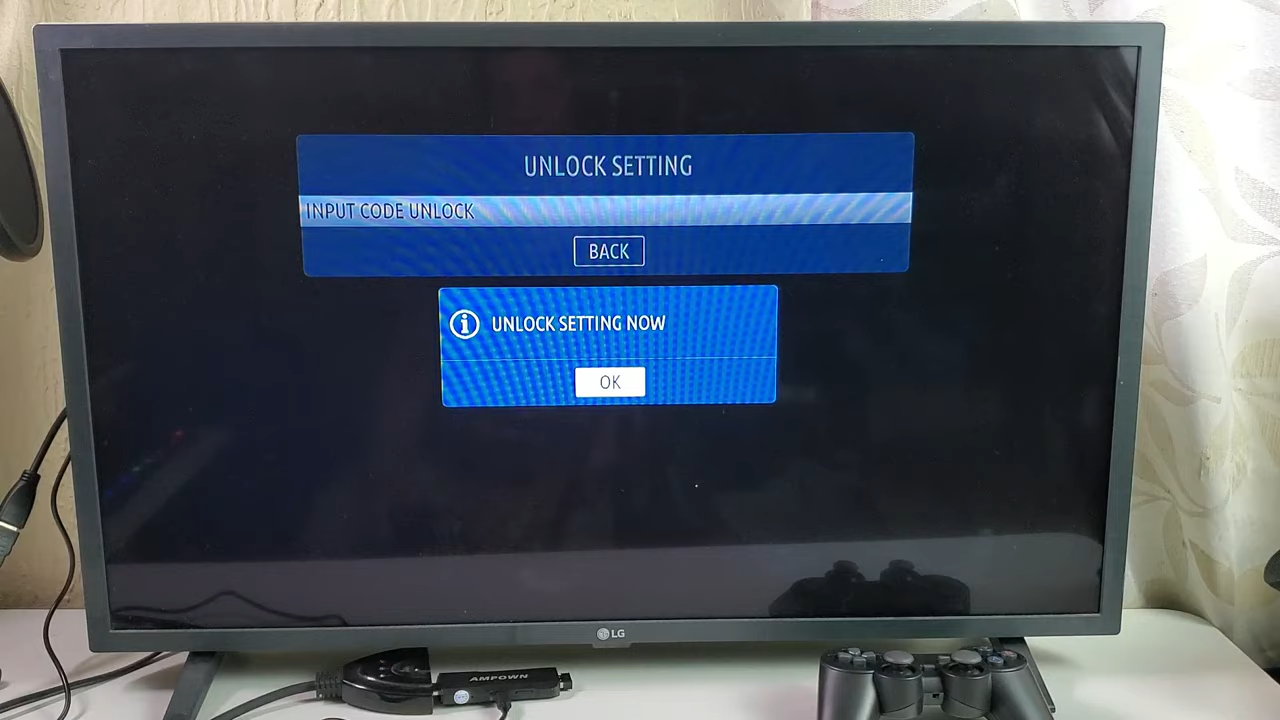 UNLOCK SETTING
INPUT CODE UNLOCK
BACK
UNLOCK SETTING NOW
OK
LG
AMPOWN